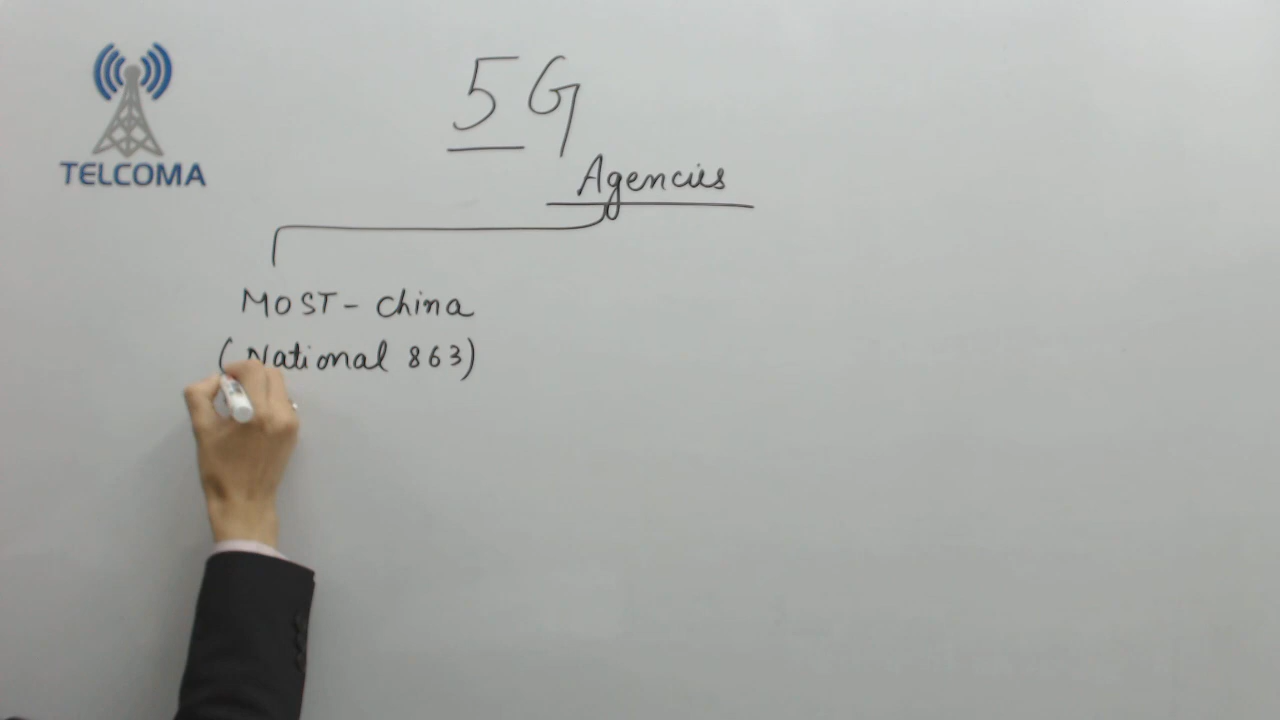 TELCOMA
5G
Agencies
MOST - China
(National 863)